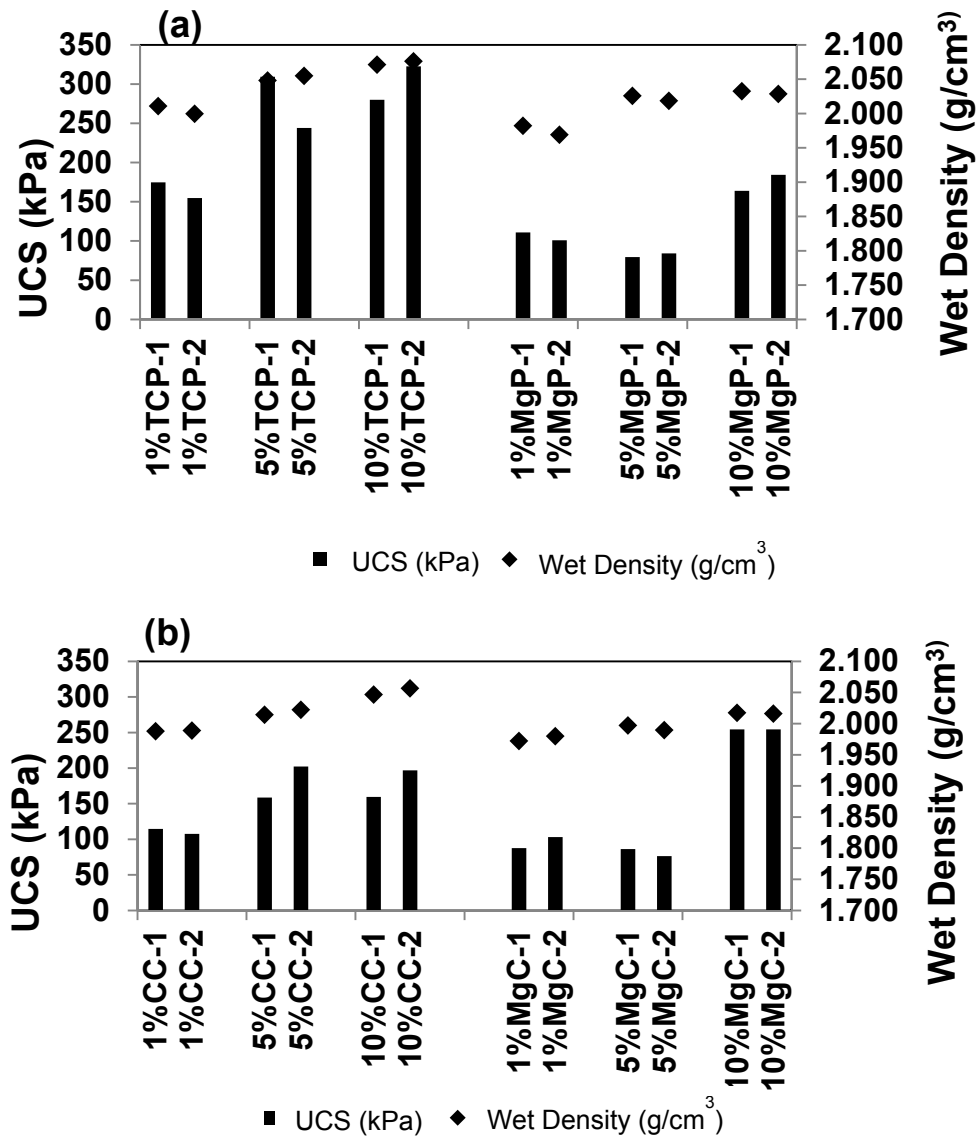 (a)
UCS (kPa)
350
300
250
200
150
100
50
0
2.100
2.050
2.000
1.950
1.900
1.850
1.800
1.750
1.700
Wet Density (g/cm³)
1%TCP-1
1%TCP-2
5%TCP-1
5%TCP-2
10%TCP-1
10%TCP-2
1%MgP-1
1%MgP-2
5%MgP-1
5%MgP-2
10%MgP-1
10%MgP-2
UCS (kPa) Wet Density (g/cm³)
(b)
UCS (kPa)
350
300
250
200
150
100
50
0
2.100
2.050
2.000
1.950
1.900
1.850
1.800
1.750
1.700
Wet Density (g/cm³)
1%CC-1
1%CC-2
5%CC-1
5%CC-2
10%CC-1
10%CC-2
1%MgC-1
1%MgC-2
5%MgC-1
5%MgC-2
10%MgC-1
10%MgC-2
UCS (kPa) Wet Density (g/cm³)